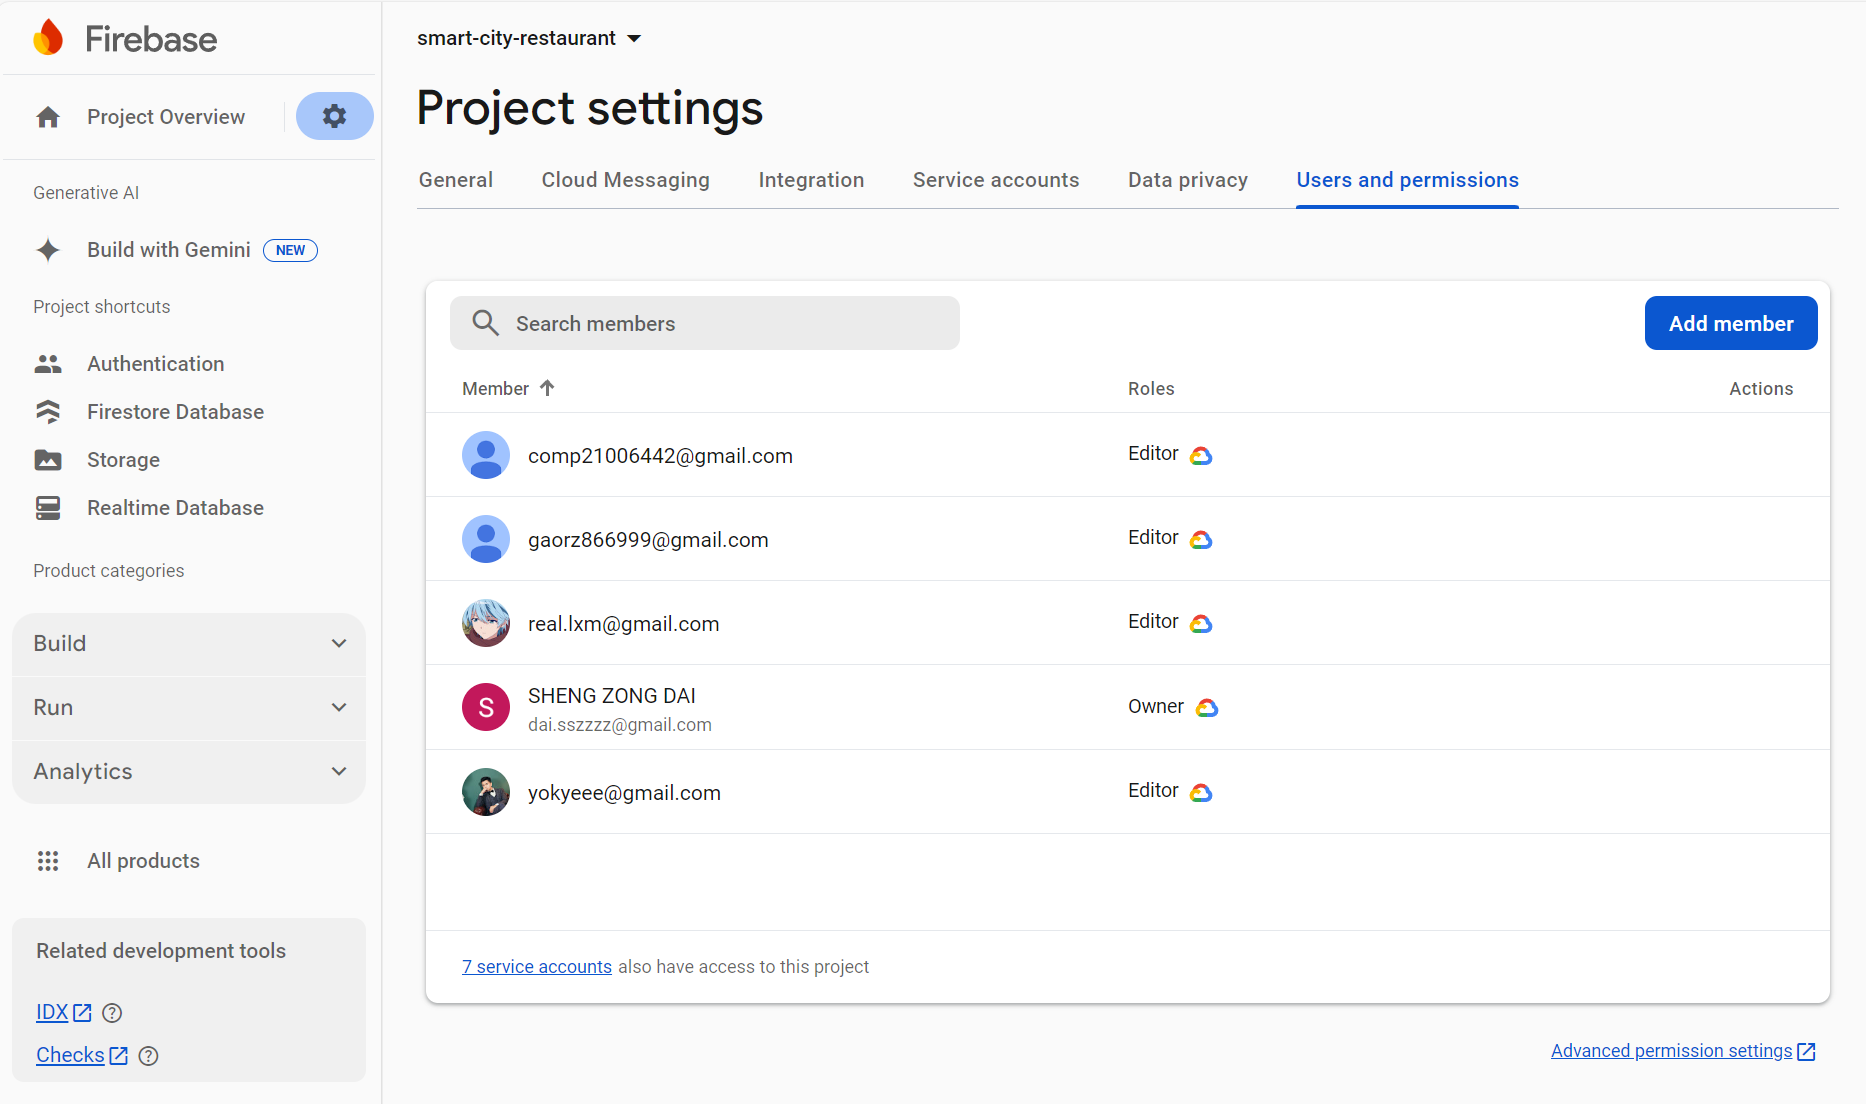 Firebase
Project Overview
Generative AI
Build with Gemini NEW
Project shortcuts
Authentication
Firestore Database
Storage
Realtime Database
Product categories
Build
Run
Analytics
All products
Related development tools
IDX
Checks
smart-city-restaurant
Project settings
General Cloud Messaging Integration Service accounts Data privacy Users and permissions
Search members Add member
Member Roles Actions
comp21006442@gmail.com Editor
gaorz866999@gmail.com Editor
real.lxm@gmail.com Editor
S SHENG ZONG DAI Owner
dai.sszzzz@gmail.com
yokyeee@gmail.com Editor
7 service accounts also have access to this project
Advanced permission settings